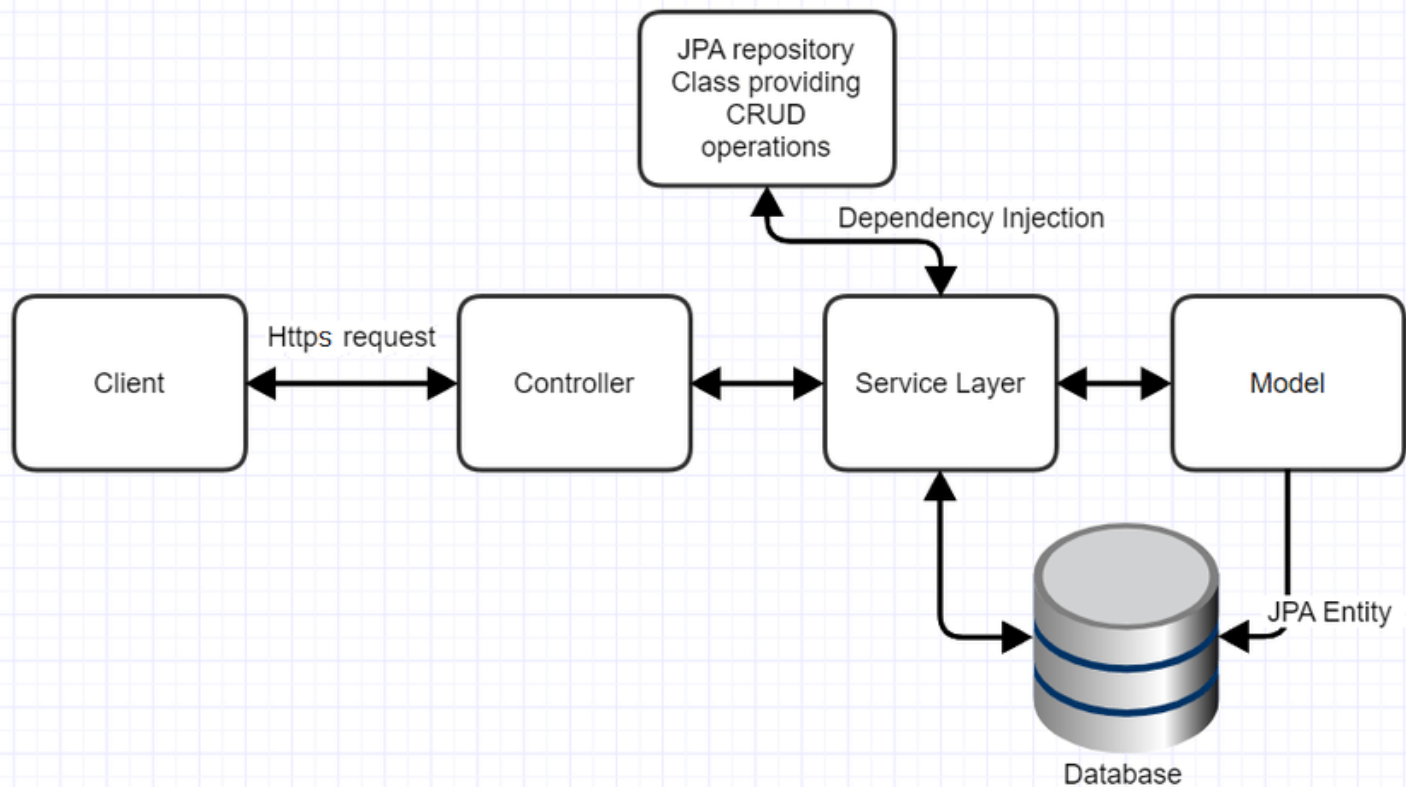 JPA repository
Class providing
CRUD
operations
Dependency Injection
Https request
Client
Controller
Service Layer
Model
JPA Entity
Database